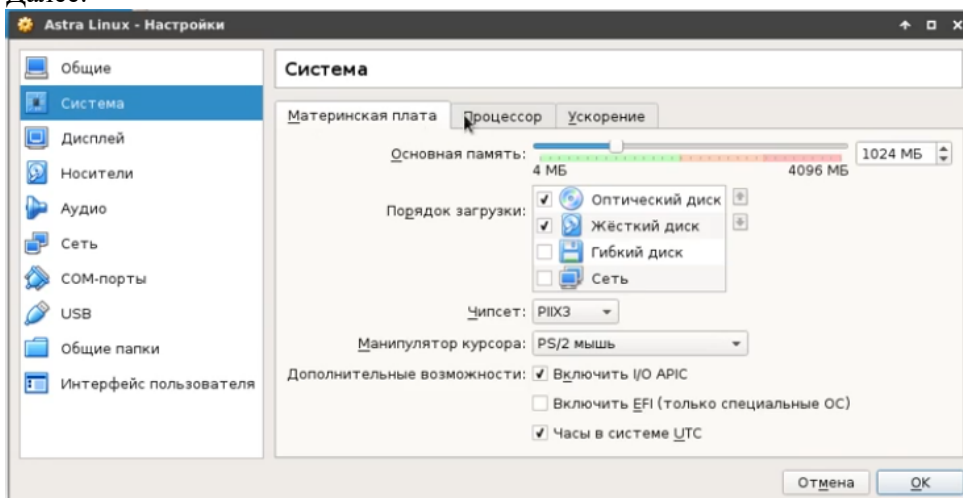 Astra Linux - Настройки
Общие
Система
Дисплей
Носители
Аудио
Сеть
COM-порты
USB
Общие папки
Интерфейс пользователя
Система
Материнская плата Процессор Ускорение
Основная память: 1024 МБ
4 МБ 4096 МБ
Порядок загрузки:
Оптический диск
Жёсткий диск
Гибкий диск
Сеть
Чипсет: PIIX3
Манипулятор курсора: PS/2 мышь
Дополнительные возможности: Включить I/O APIC
Включить EFI (только специальные ОС)
Часы в системе UTC
Отмена OK